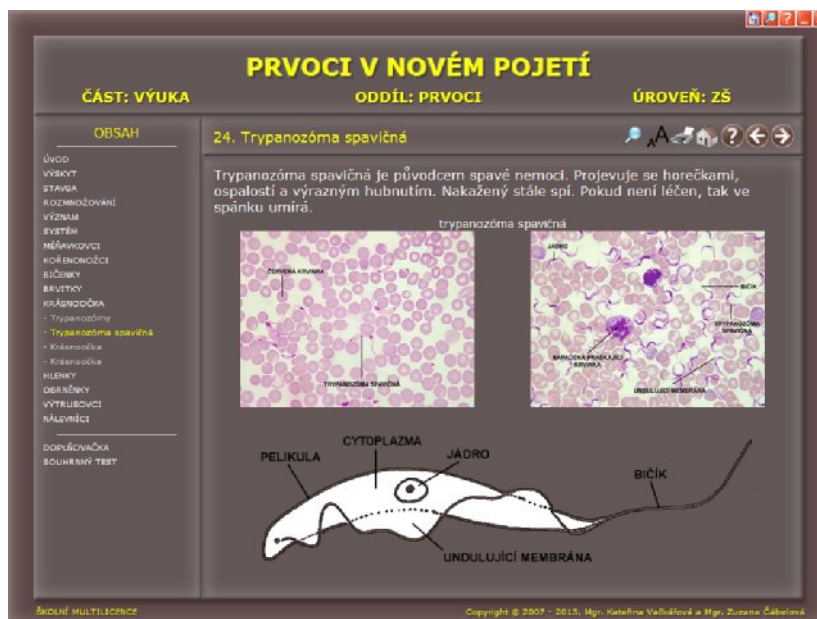 PRVOCI V NOVÉM POJETÍ
ČÁST: VÝUKA
ODDÍL: PRVOCI
ÚROVEŇ: ZŠ
OBSAH
ÚVOD
VÝSKYT
STAVBA
ROZMNOŽOVÁNÍ
VÝZNAM
SYSTÉM
MĚŇAVKOVCI
KOŘENONOŽCI
BIČENKY
BRVITKY
KRÁSNOOČKA
- Trypanozómy
- Trypanozóma spavičná
- Krásnoočka
- Krásnoočka
HLENKY
OBRNĚNKY
VÝTRUSOVCI
NÁLEVNÍCI
DOPLŇOVAČKA
SOUHRNNÝ TEST
24. Trypanozóma spavičná
AA
?
Trypanozóma spavičná je původcem spavé nemoci. Projevuje se horečkami,
ospalostí a výrazným hubnutím. Nakažený stále spí. Pokud není léčen, tak ve
spánku umírá.
trypanozóma spavičná
ČERVENÁ KRVINKA
TRYPANOZÓMA SPAVIČNÁ
JÁDRO
BIČÍK
TRYPANOZÓMA
SPAVIČNÁ
NAPADENÁ PRASKAJÍCÍ
KRVINKA
UNDULUJÍCÍ MEMBRÁNA
PELIKULA
CYTOPLAZMA
JÁDRO
BIČÍK
UNDULUJÍCÍ MEMBRÁNA
ŠKOLNÍ MULTILICENCE
Copyright © 2007 - 2013, Mgr. Kateřina Vačkářová a Mgr. Zuzana Čábelová